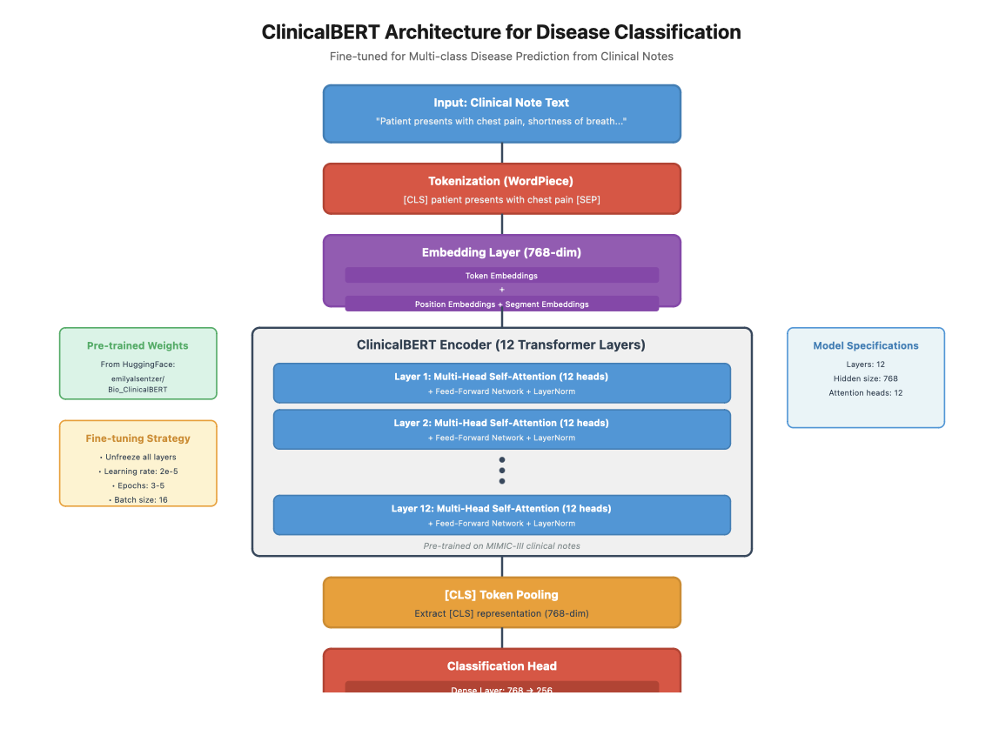 ClinicalBERT Architecture for Disease Classification
Fine-tuned for Multi-class Disease Prediction from Clinical Notes
Input: Clinical Note Text
"Patient presents with chest pain, shortness of breath..."
Tokenization (WordPiece)
[CLS] patient presents with chest pain [SEP]
Embedding Layer (768-dim)
Token Embeddings
+
Position Embeddings + Segment Embeddings
Pre-trained Weights
From HuggingFace:
emilyalsentzer/
Bio_ClinicalBERT
Fine-tuning Strategy
• Unfreeze all layers
• Learning rate: 2e-5
• Epochs: 3-5
• Batch size: 16
ClinicalBERT Encoder (12 Transformer Layers)
Layer 1: Multi-Head Self-Attention (12 heads)
+ Feed-Forward Network + LayerNorm
Layer 2: Multi-Head Self-Attention (12 heads)
+ Feed-Forward Network + LayerNorm
Layer 12: Multi-Head Self-Attention (12 heads)
+ Feed-Forward Network + LayerNorm
Pre-trained on MIMIC-III clinical notes
Model Specifications
Layers: 12
Hidden size: 768
Attention heads: 12
[CLS] Token Pooling
Extract [CLS] representation (768-dim)
Classification Head
Dense Layer: 768 → 256